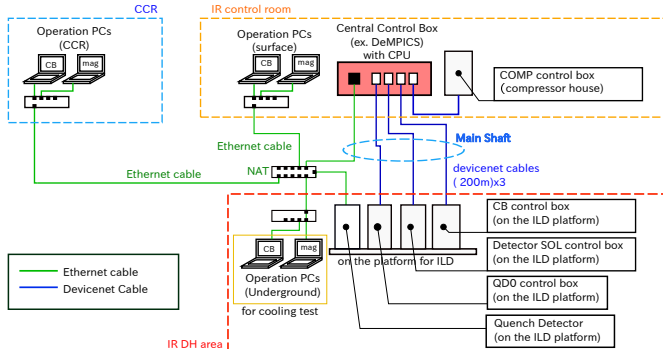 CCR
IR control room
Operation PCs
(CCR)
CB
mag
Operation PCs
(surface)
CB
mag
Central Control Box
(ex. DeMPICS)
with CPU
COMP control box
(compressor house)
Ethernet cable
Main Shaft
NAT
Ethernet cable
devicenet cables
( 200m)x3
CB control box
(on the ILD platform)
Detector SOL control box
(on the ILD platform)
QD0 control box
(on the ILD platform)
Quench Detector
(on the ILD platform)
on the platform for ILD
CB
mag
Operation PCs
(Underground)
for cooling test
Ethernet cable
Devicenet Cable
IR DH area